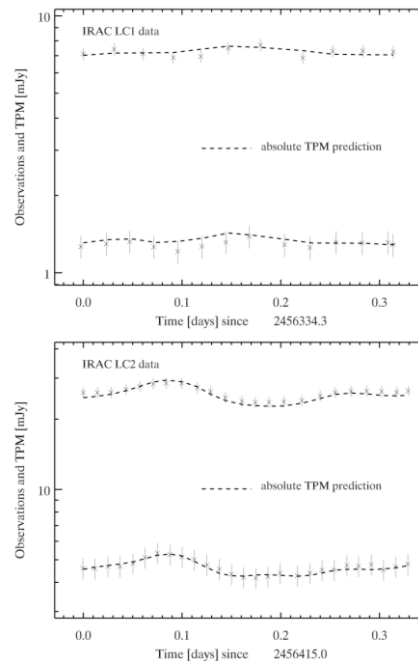 10
IRAC LC1 data
absolute TPM prediction
Observations and TPM [mJy]
1
0.0 0.1 0.2 0.3
Time [days] since 2456334.3
IRAC LC2 data
10
absolute TPM prediction
Observations and TPM [mJy]
0.0 0.1 0.2 0.3
Time [days] since 2456415.0